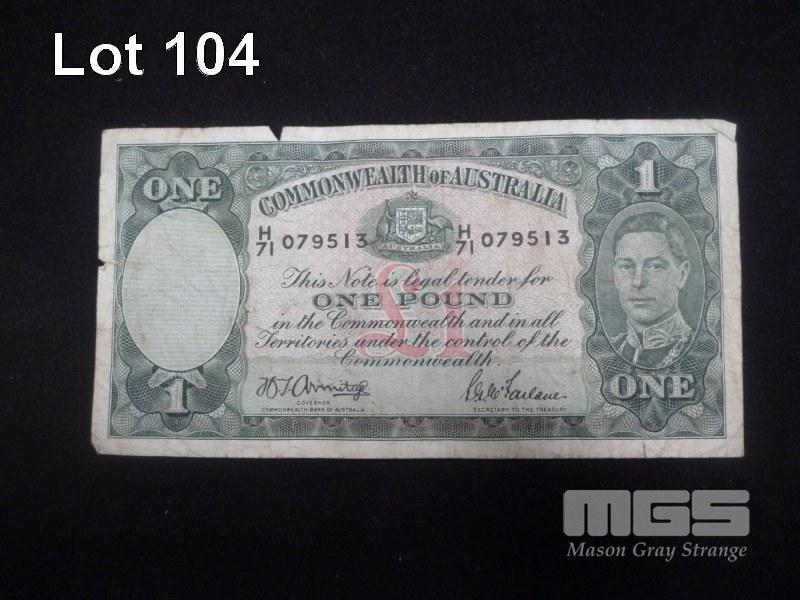 Lot 104
ONE
COMMONWEALTH OF AUSTRALIA
1
H/71 079513
AUSTRALIA
H/71 079513
This Note is legal tender for
ONE POUND
in the Commonwealth and in all
Territories under the control of the
Commonwealth.
£1
1
ONE
H.T. Armitage
GOVERNOR
COMMONWEALTH BANK OF AUSTRALIA
SECRETARY TO THE TREASURY
MGS
Mason Gray Strange